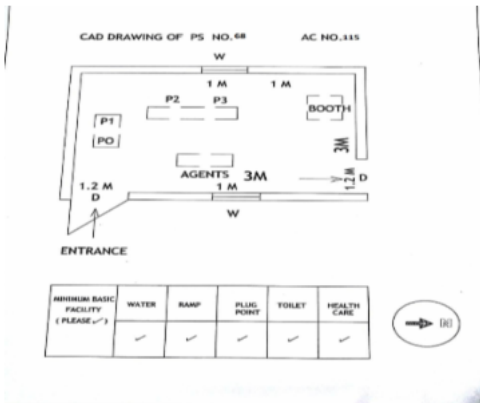 CAD DRAWING OF PS NO.68 AC NO.115
W
1 M 1 M
P2 P3
BOOTH
P1
PO
3M
AGENTS 3M
1.2 M 1 M 1.2 M D
D
W
ENTRANCE
MINIMUM BASIC FACILITY ( PLEASE ✓ ) WATER RAMP PLUG POINT TOILET HEALTH CARE
✓ ✓ ✓ ✓ ✓